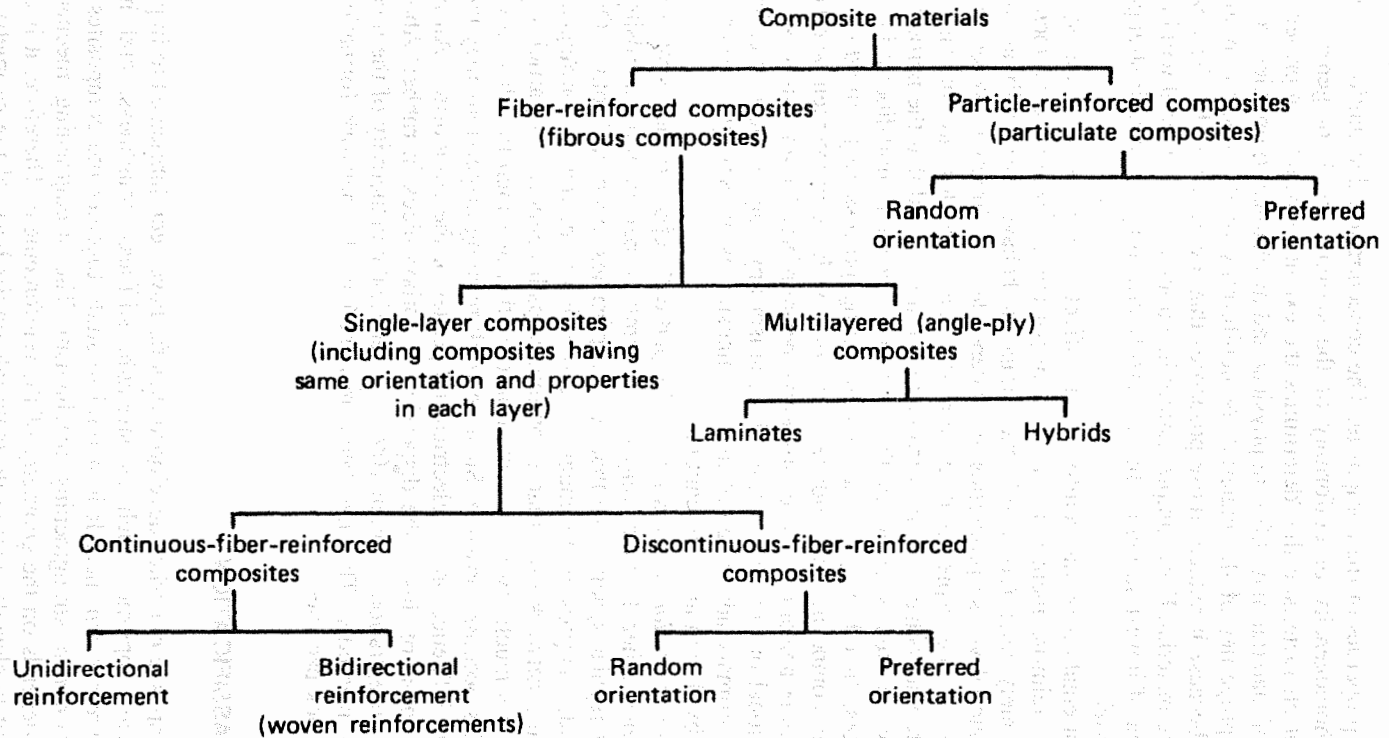 Composite materials
Fiber-reinforced composites
(fibrous composites)
Particle-reinforced composites
(particulate composites)
Random
orientation
Preferred
orientation
Single-layer composites
(including composites having
same orientation and properties
in each layer)
Multilayered (angle-ply)
composites
Laminates
Hybrids
Continuous-fiber-reinforced
composites
Discontinuous-fiber-reinforced
composites
Unidirectional
reinforcement
Bidirectional
reinforcement
(woven reinforcements)
Random
orientation
Preferred
orientation